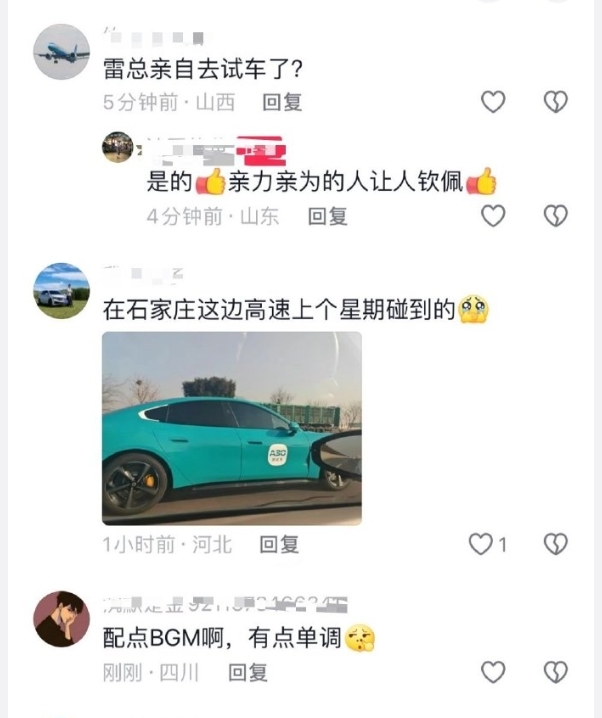 雷总亲自去试车了？
5分钟前·山西 回复
是的👍亲力亲为的人让人钦佩👍
4分钟前·山东 回复
在石家庄这边高速上个星期碰到的🥹
A30
1小时前·河北 回复
1
配点BGM啊，有点单调🫢
刚刚·四川 回复